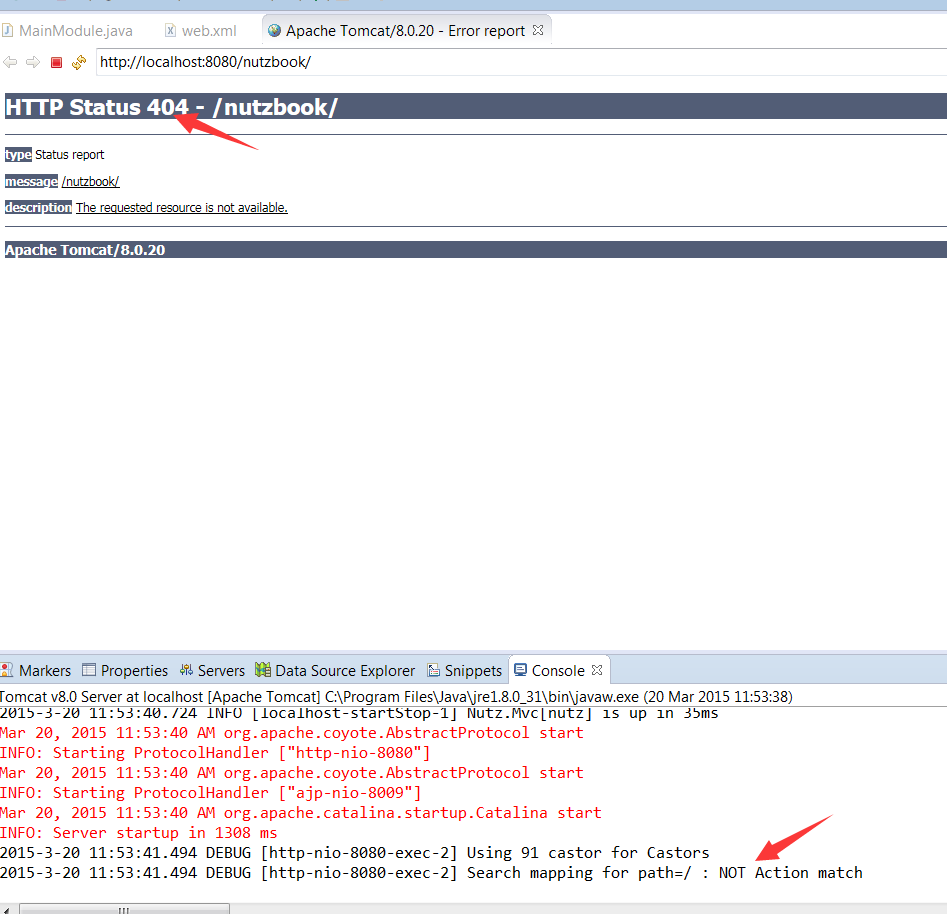 MainModule.java web.xml Apache Tomcat/8.0.20 - Error report
http://localhost:8080/nutzbook/
HTTP Status 404 - /nutzbook/
type Status report
message /nutzbook/
description The requested resource is not available.
Apache Tomcat/8.0.20
Markers Properties Servers Data Source Explorer Snippets Console
Tomcat v8.0 Server at localhost [Apache Tomcat] C:\Program Files\Java\jre1.8.0_31\bin\javaw.exe (20 Mar 2015 11:53:38)
2015-3-20 11:53:40.724 INFO [localhost-startStop-1] Nutz.Mvc[nutz] is up in 35ms
Mar 20, 2015 11:53:40 AM org.apache.coyote.AbstractProtocol start
INFO: Starting ProtocolHandler ["http-nio-8080"]
Mar 20, 2015 11:53:40 AM org.apache.coyote.AbstractProtocol start
INFO: Starting ProtocolHandler ["ajp-nio-8009"]
Mar 20, 2015 11:53:40 AM org.apache.catalina.startup.Catalina start
INFO: Server startup in 1308 ms
2015-3-20 11:53:41.494 DEBUG [http-nio-8080-exec-2] Using 91 castor for Castors
2015-3-20 11:53:41.494 DEBUG [http-nio-8080-exec-2] Search mapping for path=/ : NOT Action match